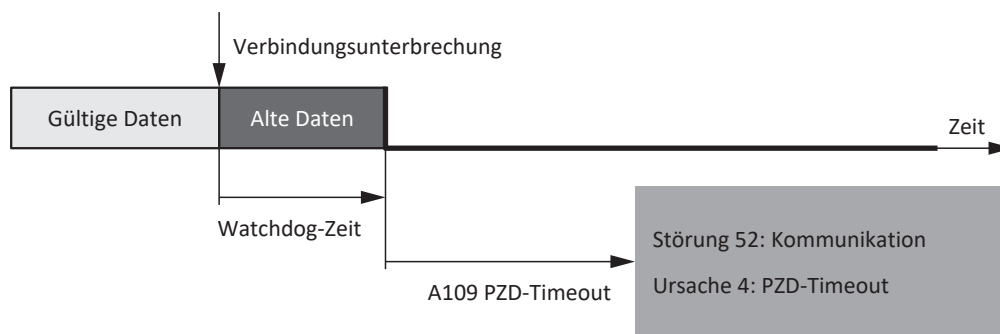 Verbindungsunterbrechung
Gültige Daten
Alte Daten
Zeit
Watchdog-Zeit
A109 PZD-Timeout
Störung 52: Kommunikation
Ursache 4: PZD-Timeout